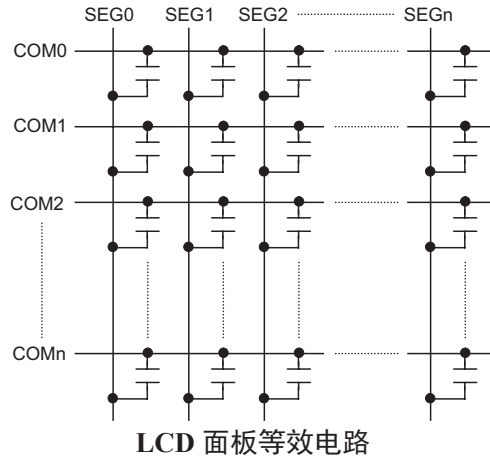 SEG0 SEG1 SEG2 SEGn
COM0
COM1
COM2
COMn
LCD 面板等效电路